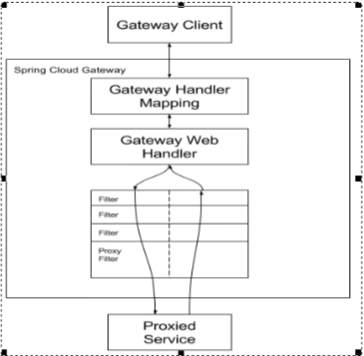 Gateway Client
Spring Cloud Gateway
Gateway Handler
Mapping
Gateway Web
Handler
Filter
Filter
Filter
Proxy
Filter
Proxied
Service